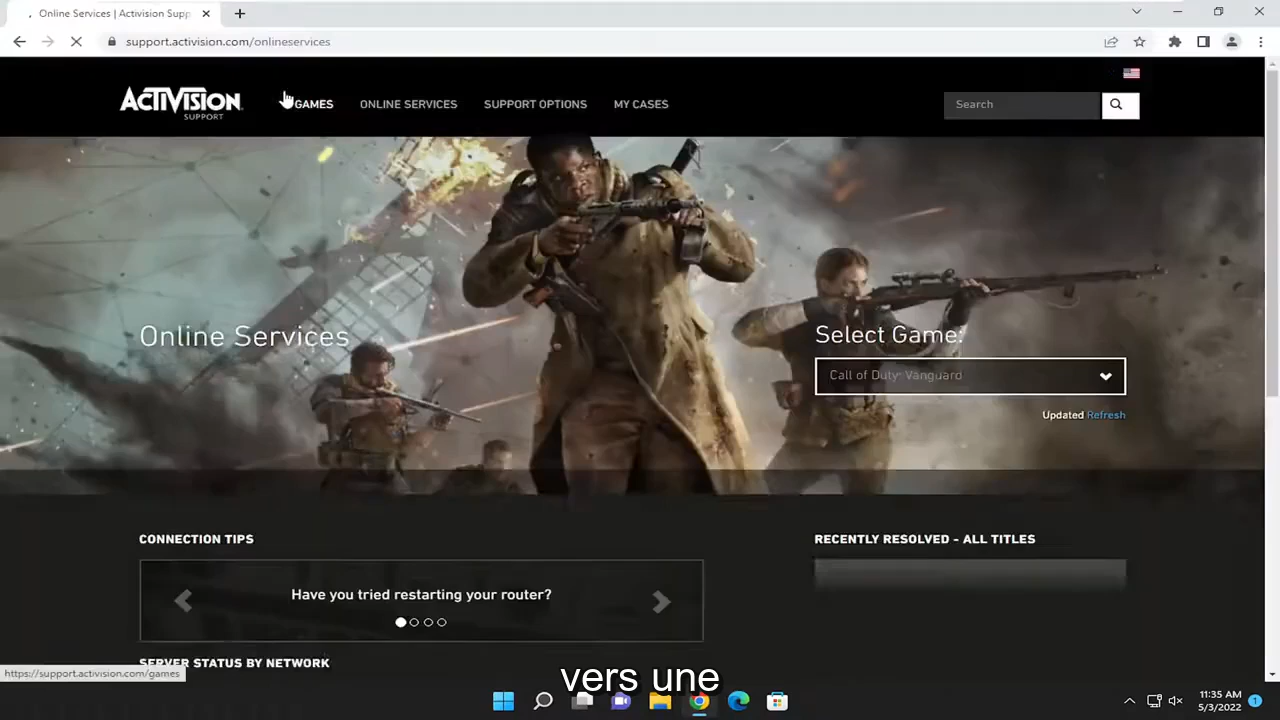 Online Services | Activision Supp
support.activision.com/onlineservices
ACTIVISION
SUPPORT
GAMES
ONLINE SERVICES
SUPPORT OPTIONS
MY CASES
Search
Online Services
Select Game:
Call of Duty: Vanguard
Updated Refresh
CONNECTION TIPS
RECENTLY RESOLVED - ALL TITLES
Have you tried restarting your router?
SERVER STATUS BY NETWORK
https://support.activision.com/games
vers une
11:35 AM
5/3/2022
1